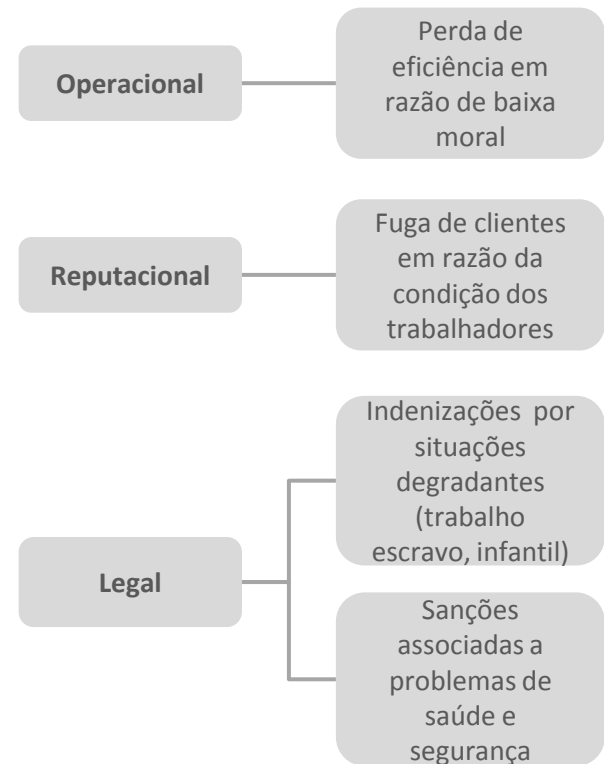 Operacional
Perda de
eficiência em
razão de baixa
moral
Reputacional
Fuga de clientes
em razão da
condição dos
trabalhadores
Legal
Indenizações por
situações
degradantes
(trabalho
escravo, infantil)
Sanções
associadas a
problemas de
saúde e
segurança